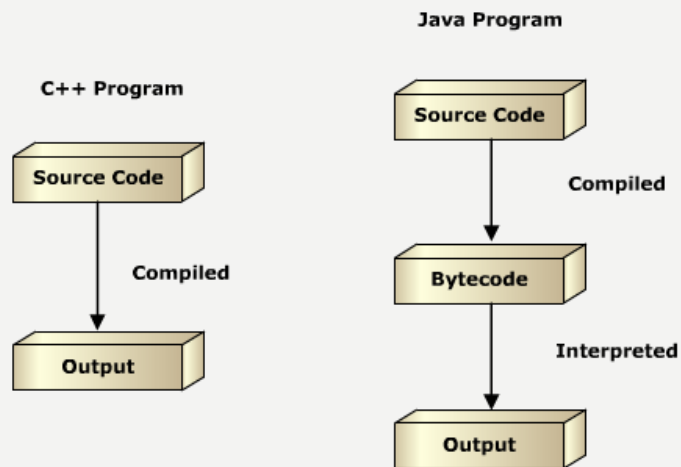 C++ Program
Source Code
Compiled
Output
Java Program
Source Code
Compiled
Bytecode
Interpreted
Output